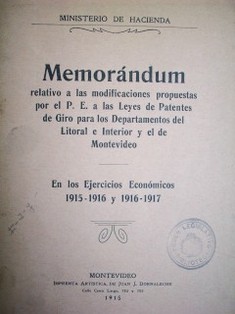 MINISTERIO DE HACIENDA
Memorándum
relativo a las modificaciones propuestas
por el P. E. a las Leyes de Patentes
de Giro para los Departamentos del
Litoral e Interior y el de
Montevideo
En los Ejercicios Económicos
1915-1916 y 1916-1917
MONTEVIDEO
Imprenta Artística, de Juan J. Dornaleche
1915